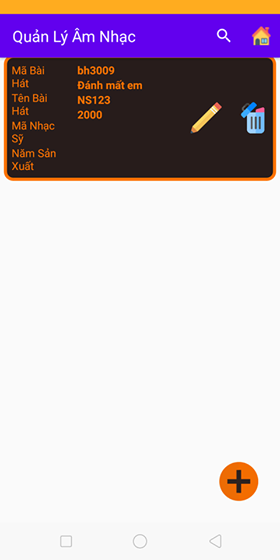 Quản Lý Âm Nhạc
Mã Bài
Hát
Tên Bài
Hát
Mã Nhạc
Sỹ
Năm Sản
Xuất
bh3009
Đánh mất em
NS123
2000